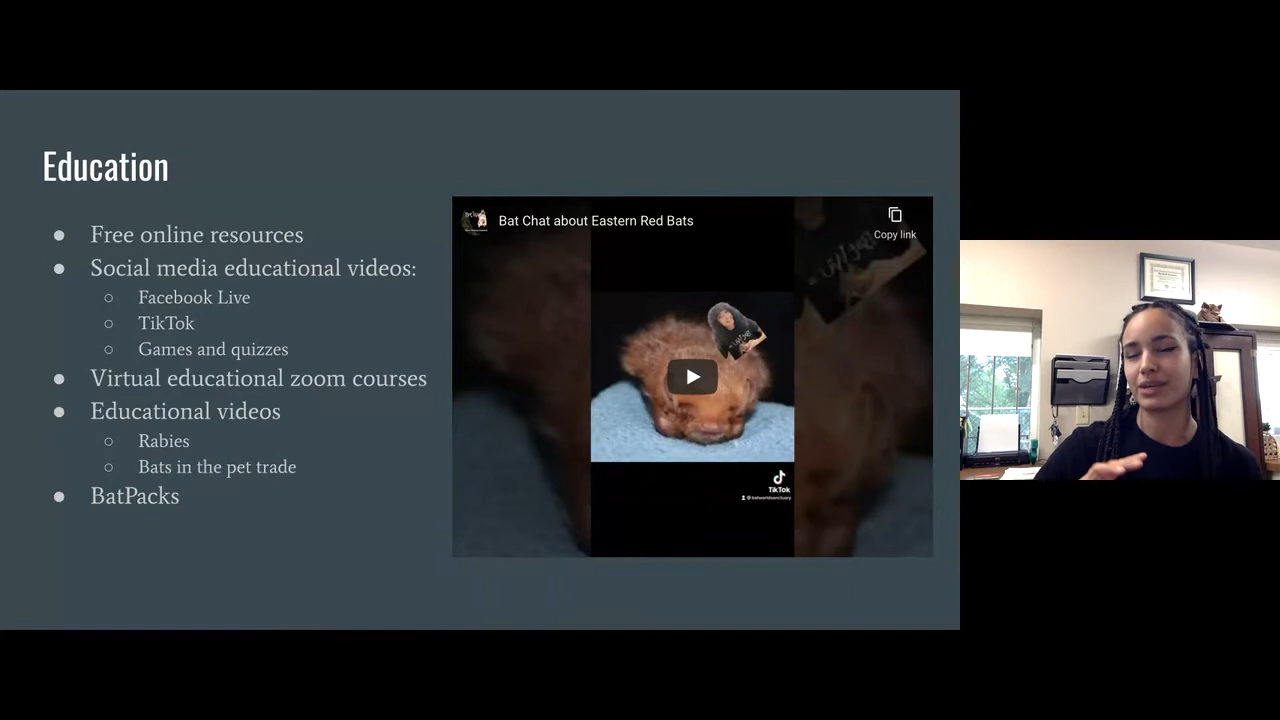 Education
Free online resources
Social media educational videos:
Facebook Live
TikTok
Games and quizzes
Virtual educational zoom courses
Educational videos
Rabies
Bats in the pet trade
BatPacks
Bat Chat about Eastern Red Bats
Copy link
TikTok
@batworldsanctuary